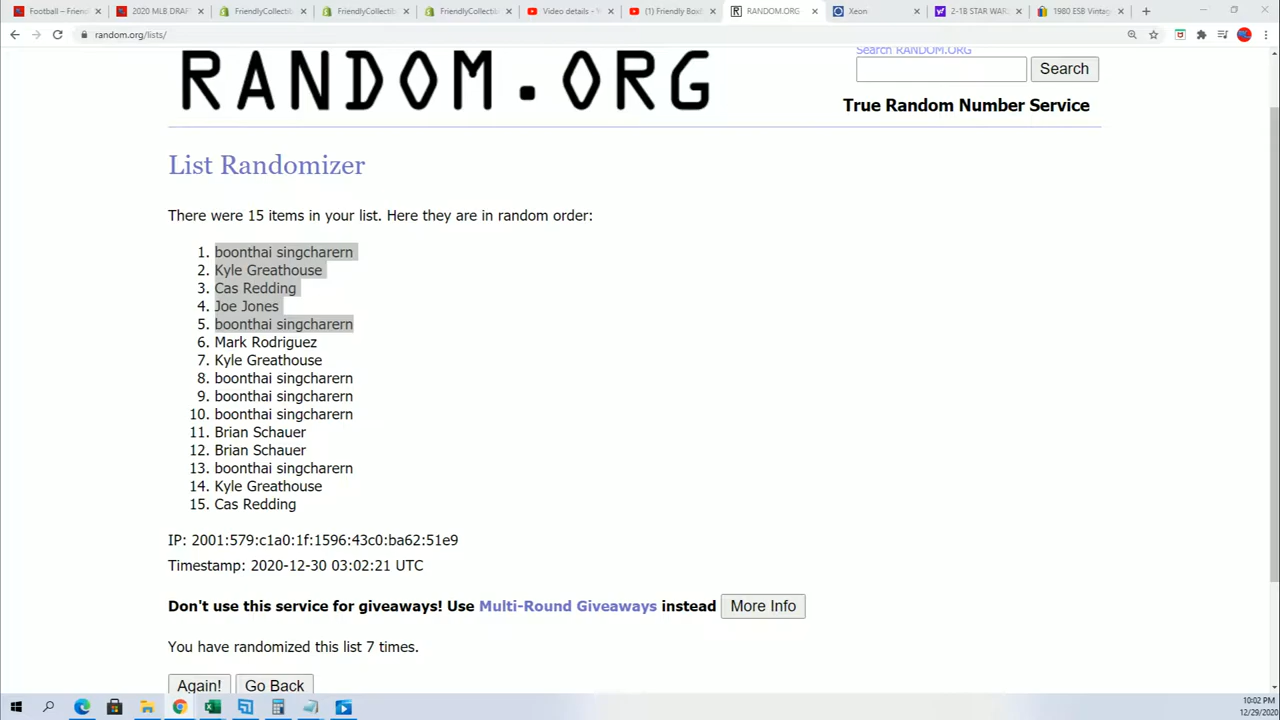 Football – Friendl
2020 MLB DRAFT
FriendlyCollectib
FriendlyCollectib
FriendlyCollectib
Video details - Yo
(1) Friendly Box
RANDOM.ORG
Xeon
2-1B STAR WAR
1980 ESB Vintag
random.org/lists/
RANDOM.ORG
Search RANDOM.ORG
Search
True Random Number Service
List Randomizer
There were 15 items in your list. Here they are in random order:
1. boonthai singcharern
2. Kyle Greathouse
3. Cas Redding
4. Joe Jones
5. boonthai singcharern
6. Mark Rodriguez
7. Kyle Greathouse
8. boonthai singcharern
9. boonthai singcharern
10. boonthai singcharern
11. Brian Schauer
12. Brian Schauer
13. boonthai singcharern
14. Kyle Greathouse
15. Cas Redding
IP: 2001:579:c1a0:1f:1596:43c0:ba62:51e9
Timestamp: 2020-12-30 03:02:21 UTC
Don't use this service for giveaways! Use Multi-Round Giveaways instead More Info
You have randomized this list 7 times.
Again! Go Back
10:02 PM
12/29/2020